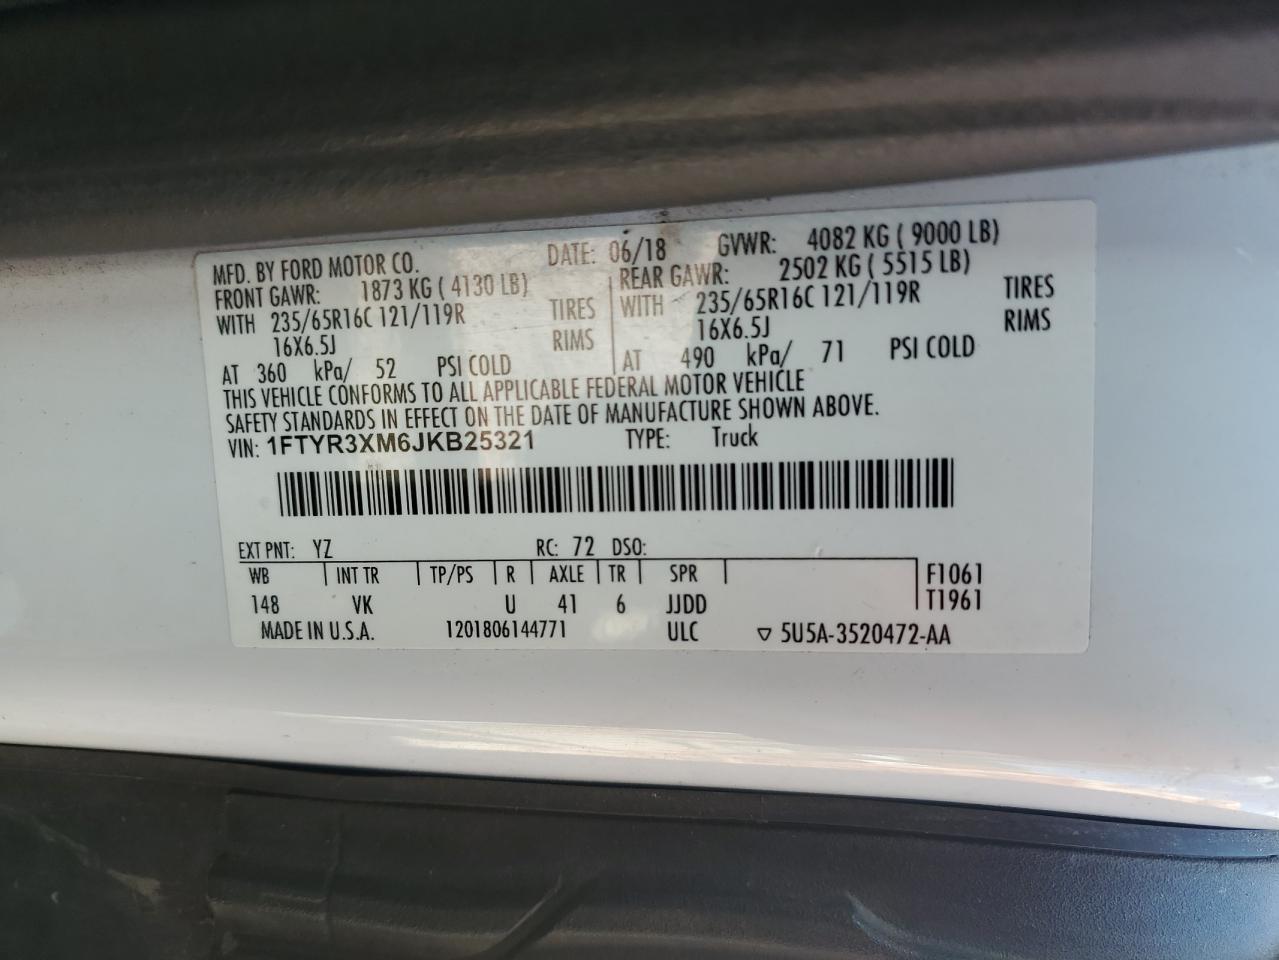 MFD. BY FORD MOTOR CO. DATE: 06/18 GVWR: 4082 KG ( 9000 LB)
FRONT GAWR: 1873 KG ( 4130 LB) REAR GAWR: 2502 KG ( 5515 LB)
WITH 235/65R16C 121/119R TIRES WITH 235/65R16C 121/119R TIRES
16X6.5J RIMS 16X6.5J RIMS
AT 360 kPa/ 52 PSI COLD AT 490 kPa/ 71 PSI COLD
THIS VEHICLE CONFORMS TO ALL APPLICABLE FEDERAL MOTOR VEHICLE
SAFETY STANDARDS IN EFFECT ON THE DATE OF MANUFACTURE SHOWN ABOVE.
VIN: 1FTYR3XM6JKB25321 TYPE: Truck
EXT PNT: YZ RC: 72 DSO:
WB INT TR TP/PS R AXLE TR SPR F1061
148 VK U 41 6 JJDD T1961
MADE IN U.S.A. 1201806144771 ULC ▽ 5U5A-3520472-AA